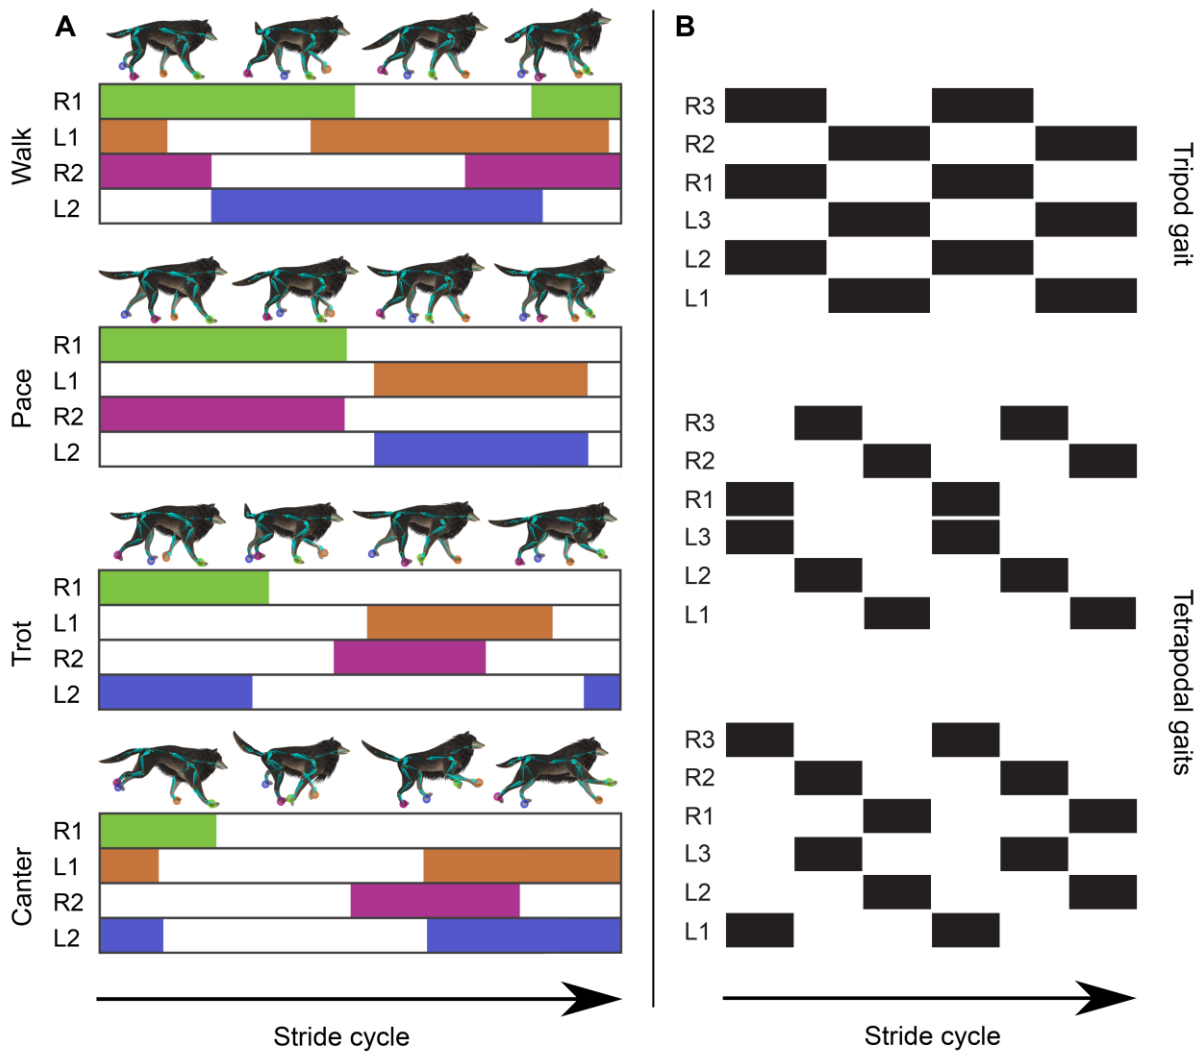 A
Walk
R1
L1
R2
L2
Pace
R1
L1
R2
L2
Trot
R1
L1
R2
L2
Canter
R1
L1
R2
L2
Stride cycle
B
R3
R2
R1
L3
L2
L1
Tripod gait
R3
R2
R1
L3
L2
L1
R3
R2
R1
L3
L2
L1
Tetrapodal gaits
Stride cycle